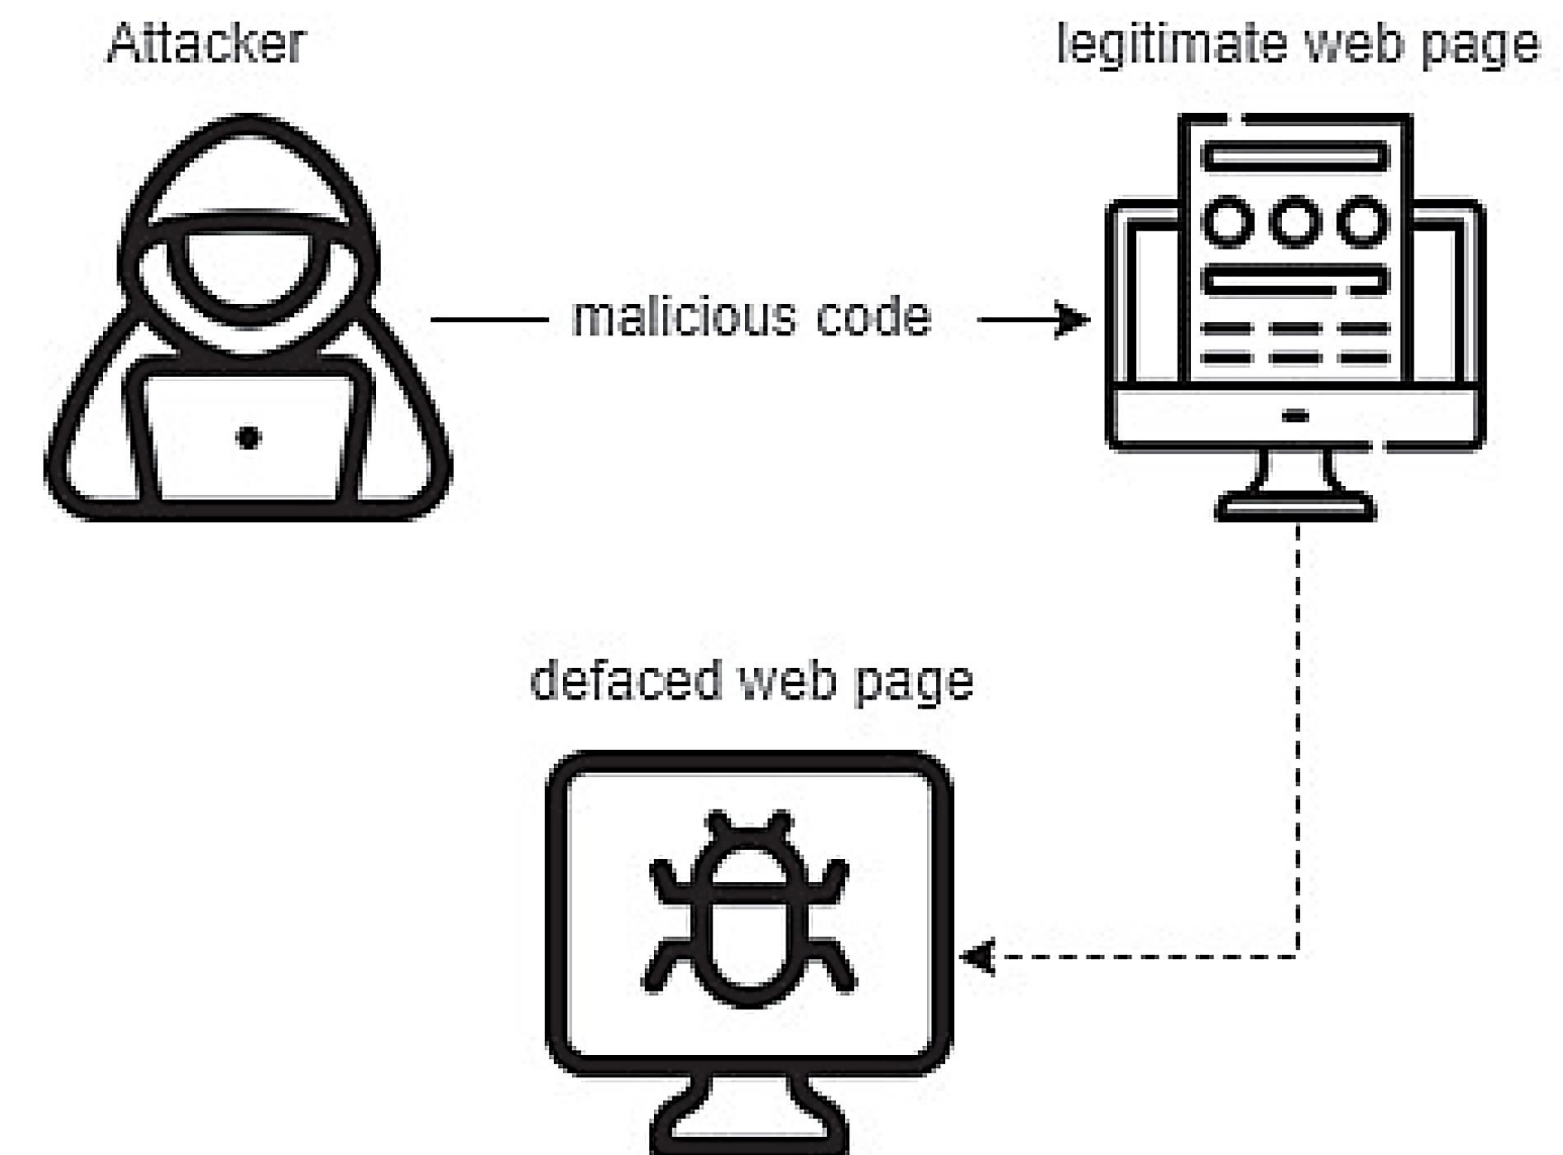 Attacker
legitimate web page
malicious code
defaced web page